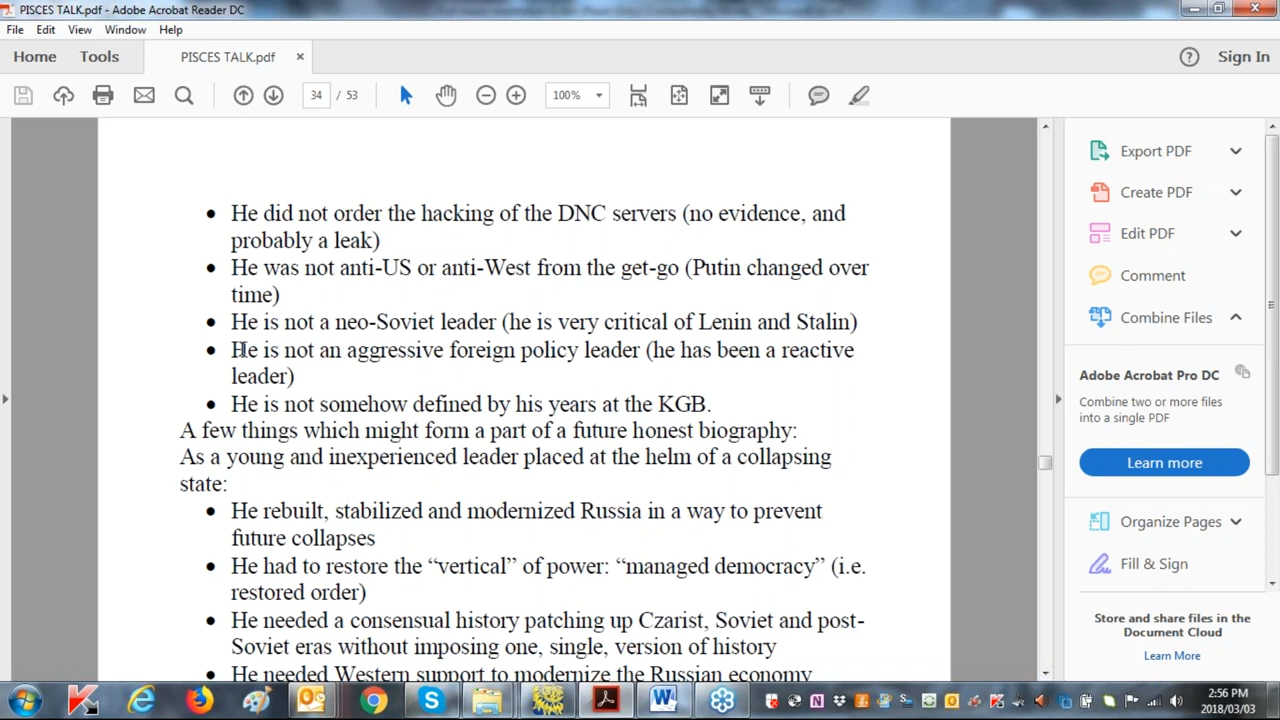 PISCES TALK.pdf - Adobe Acrobat Reader DC
File Edit View Window Help
Home Tools PISCES TALK.pdf × Sign In
34 / 53 100%
• He did not order the hacking of the DNC servers (no evidence, and
probably a leak)
• He was not anti-US or anti-West from the get-go (Putin changed over
time)
• He is not a neo-Soviet leader (he is very critical of Lenin and Stalin)
• He is not an aggressive foreign policy leader (he has been a reactive
leader)
• He is not somehow defined by his years at the KGB.
A few things which might form a part of a future honest biography:
As a young and inexperienced leader placed at the helm of a collapsing
state:
• He rebuilt, stabilized and modernized Russia in a way to prevent
future collapses
• He had to restore the “vertical” of power: “managed democracy” (i.e.
restored order)
• He needed a consensual history patching up Czarist, Soviet and post-
Soviet eras without imposing one, single, version of history
• He needed Western support to modernize the Russian economy
Export PDF
Create PDF
Edit PDF
Comment
Combine Files
Adobe Acrobat Pro DC
Combine two or more files
into a single PDF
Learn more
Organize Pages
Fill & Sign
Store and share files in the
Document Cloud
Learn More
2:56 PM
2018/03/03